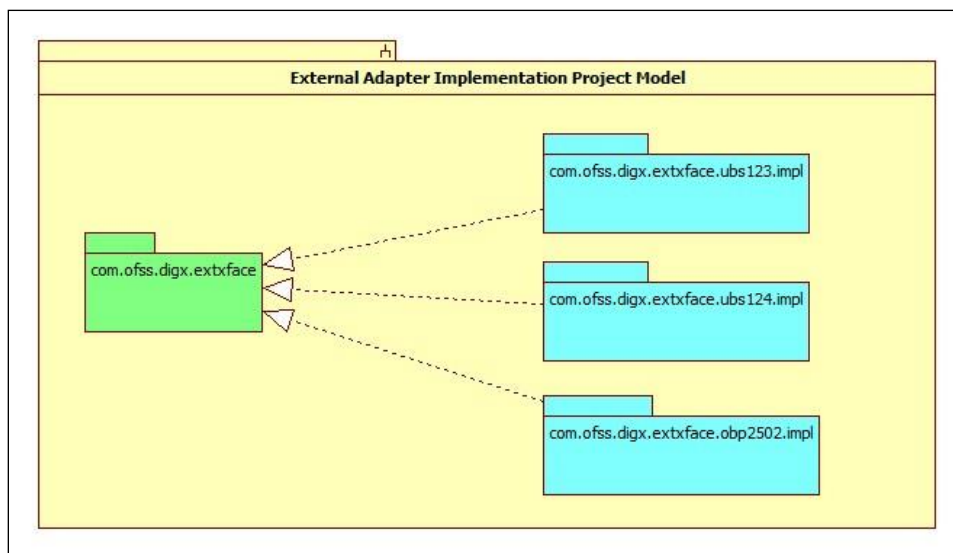 External Adapter Implementation Project Model
com.ofss.digx.extxface.ubs123.impl
com.ofss.digx.extxface
com.ofss.digx.extxface.ubs124.impl
com.ofss.digx.extxface.obp2502.impl